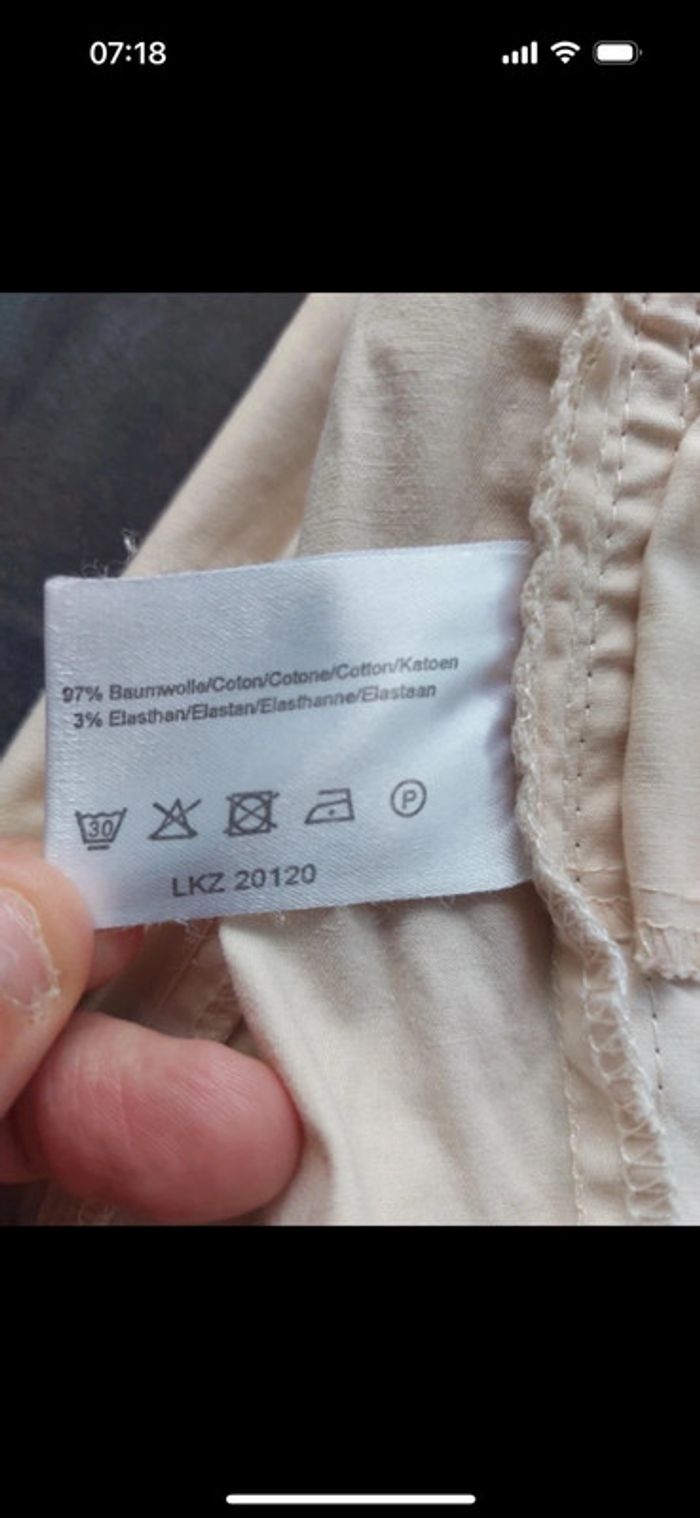 07:18
97% Baumwolle/Coton/Cotone/Cotton/Katoen
3% Elasthan/Elastan/Elasthanne/Elastaan
30 P
LKZ 20120